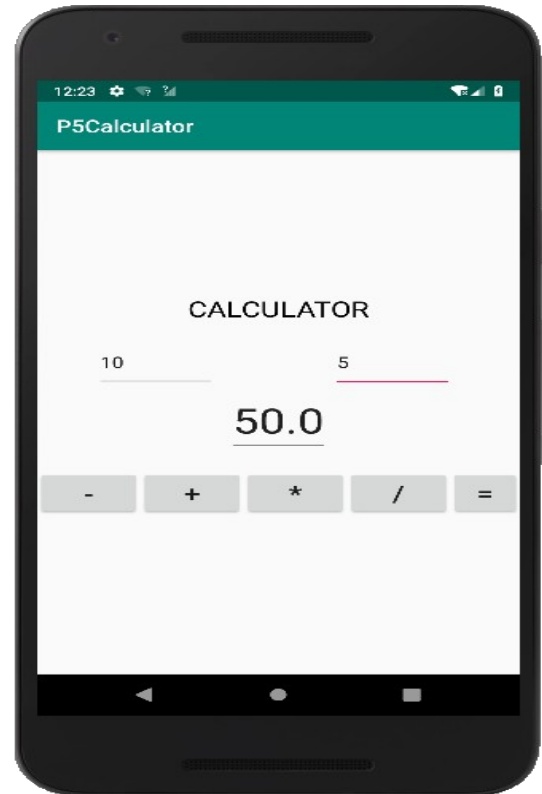 12:23
P5Calculator
CALCULATOR
10 5
50.0
- + * / =